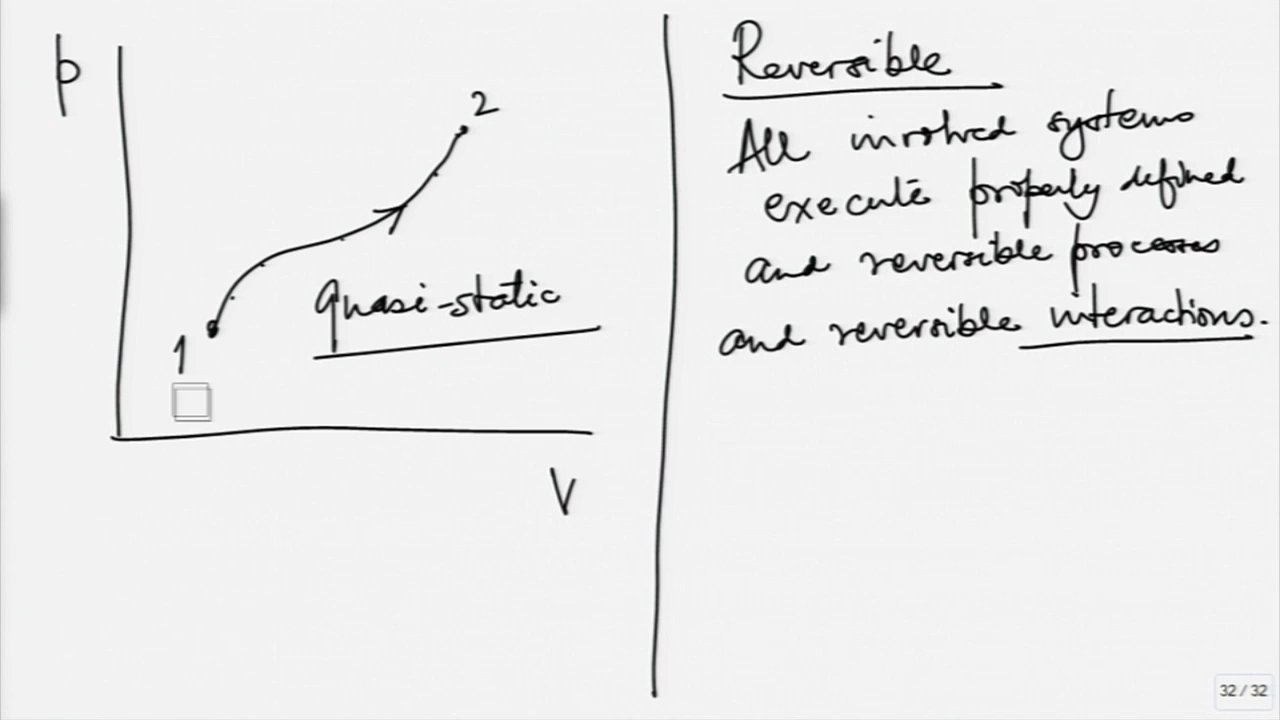 p
2
quasi-static
1
V
Reversible
All involved systems
execute properly defined
and reversible processes
and reversible interactions.
32 / 32